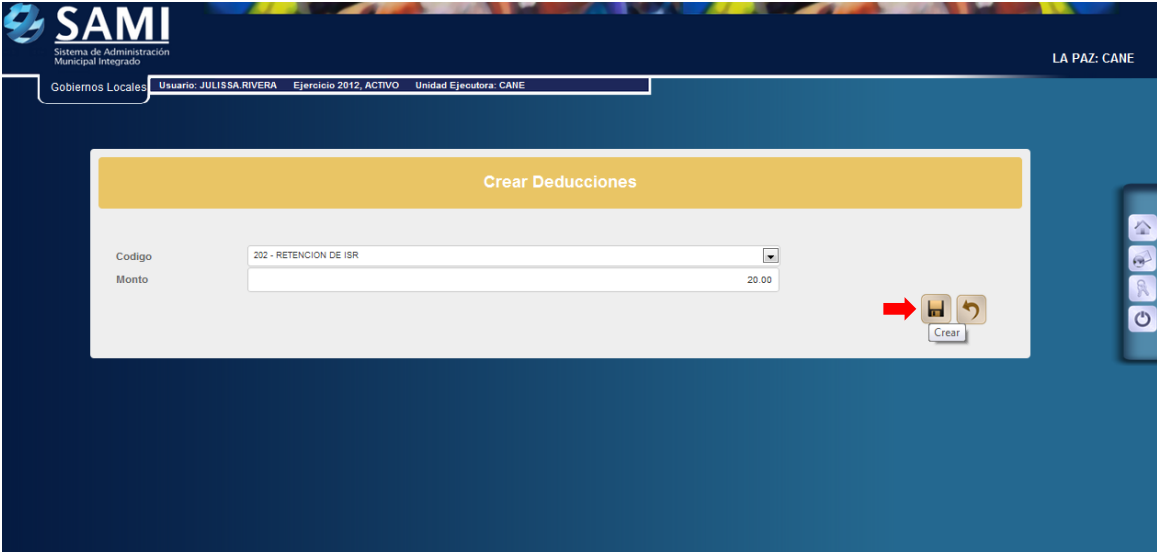 SAMI
Sistema de Administración
Municipal Integrado
LA PAZ: CANE
Gobiernos Locales
Usuario: JULISSA.RIVERA Ejercicio 2012, ACTIVO Unidad Ejecutora: CANE
Crear Deducciones
Codigo 202 - RETENCION DE ISR
Monto 20.00
Crear